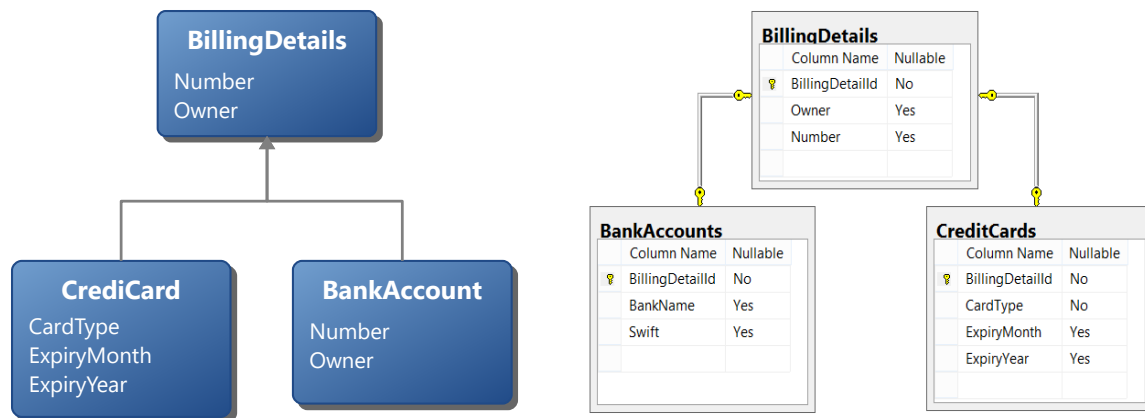 BillingDetails
Number
Owner
CrediCard
CardType
ExpiryMonth
ExpiryYear
BankAccount
Number
Owner
BillingDetails
Column Name Nullable
BillingDetailId No
Owner Yes
Number Yes
BankAccounts
Column Name Nullable
BillingDetailId No
BankName Yes
Swift Yes
CreditCards
Column Name Nullable
BillingDetailId No
CardType No
ExpiryMonth Yes
ExpiryYear Yes